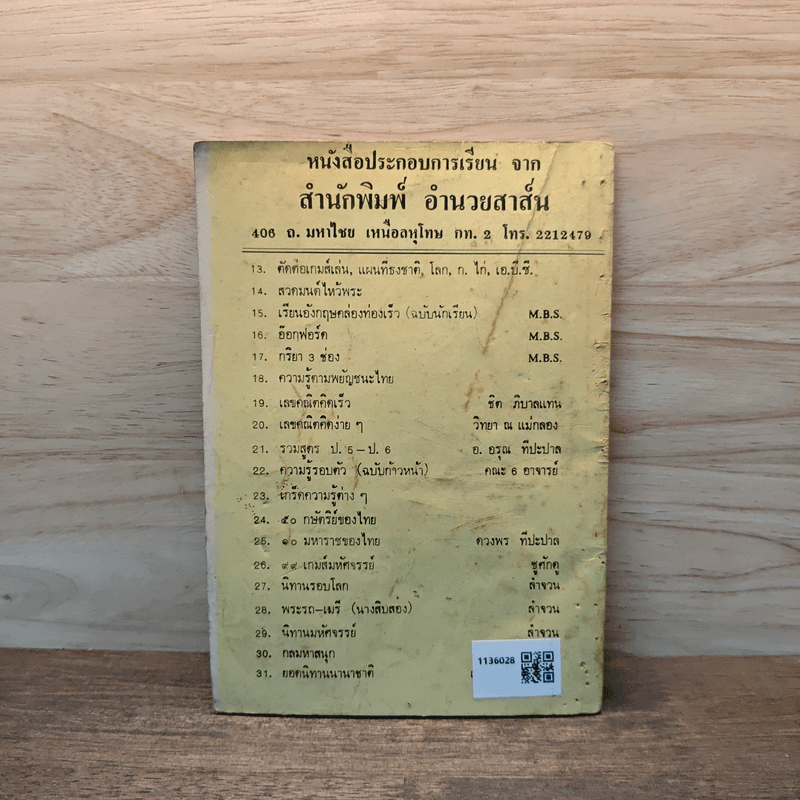 หนังสือประกอบการเรียน จาก
สำนักพิมพ์ อำนวยสาส์น
406 ถ. มหาไชย เหนือลหุโทษ กท. 2 โทร. 2212479
13. ตัดต่อเกมส์เล่น, แผนที่ธงชาติ, โลก, ก. ไก่, เอ.บี.ซี.
14. สวดมนต์ไหว้พระ
15. เรียนอังกฤษคล่องท่องเร็ว (ฉบับนักเรียน) M.B.S.
16. อ๊อกฟอร์ด M.B.S.
17. กริยา 3 ช่อง M.B.S.
18. ความรู้ตามพยัญชนะไทย
19. เลขคณิตคิดเร็ว ชิต ภิบาลแทน
20. เลขคณิตคิดง่าย ๆ วิทยา ณ แม่กลอง
21. รวมสูตร ป. 5 – ป. 6 อ. อรุณ ทีปะปาล
22. ความรู้รอบตัว (ฉบับก้าวหน้า) คณะ 6 อาจารย์
23. เกร็ดความรู้ต่าง ๆ
24. ๕๐ กษัตริย์ของไทย
25. ๑๐ มหาราชของไทย ดวงพร ทีปะปาล
26. ๙๙ เกมส์มหัศจรรย์ ชูศักดู
27. นิทานรอบโลก ลำจวน
28. พระรถ–เมรี (นางสิบสอง) ลำจวน
29. นิทานมหัศจรรย์ ลำจวน
30. กลมหาสนุก
31. ยอดนิทานนานาชาติ
1136028